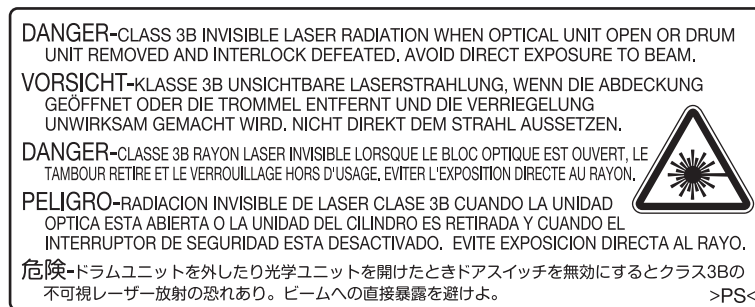 DANGER-CLASS 3B INVISIBLE LASER RADIATION WHEN OPTICAL UNIT OPEN OR DRUM
UNIT REMOVED AND INTERLOCK DEFEATED. AVOID DIRECT EXPOSURE TO BEAM.
VORSICHT-KLASSE 3B UNSICHTBARE LASERSTRAHLUNG, WENN DIE ABDECKUNG
GEÖFFNET ODER DIE TROMMEL ENTFERNT UND DIE VERRIEGELUNG
UNWIRKSAM GEMACHT WIRD. NICHT DIREKT DEM STRAHL AUSSETZEN.
DANGER-CLASSE 3B RAYON LASER INVISIBLE LORSQUE LE BLOC OPTIQUE EST OUVERT, LE
TAMBOUR RETIRE ET LE VERROUILLAGE HORS D'USAGE. EVITER L'EXPOSITION DIRECTE AU RAYON.
PELIGRO-RADIACION INVISIBLE DE LASER CLASE 3B CUANDO LA UNIDAD
OPTICA ESTA ABIERTA O LA UNIDAD DEL CILINDRO ES RETIRADA Y CUANDO EL
INTERRUPTOR DE SEGURIDAD ESTA DESACTIVADO. EVITE EXPOSICION DIRECTA AL RAYO.
危険-ドラムユニットを外したり光学ユニットを開けたときドアスイッチを無効にするとクラス3Bの
不可視レーザー放射の恐れあり。ビームへの直接暴露を避けよ。 >PS<